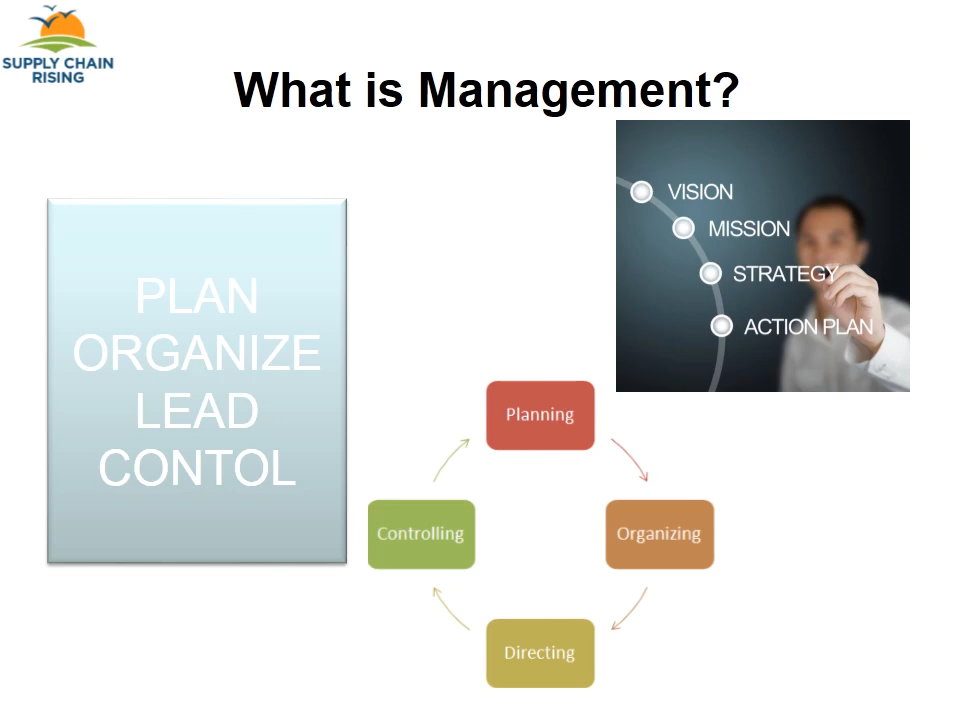 SUPPLY CHAIN
RISING
What is Management?
PLAN
ORGANIZE
LEAD
CONTOL
VISION
MISSION
STRATEGY
ACTION PLAN
Planning
Organizing
Directing
Controlling